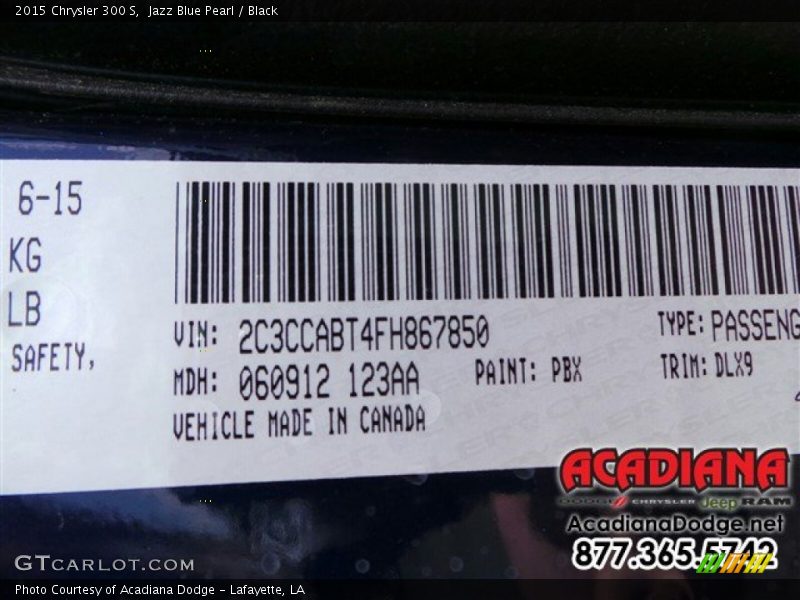 2015 Chrysler 300 S,  Jazz Blue Pearl / Black
6-15
KG
LB
SAFETY,
VIN: 2C3CCABT4FH867850
TYPE: PASSENG
MDH: 060912 123AA
PAINT: PBX
TRIM: DLX9
VEHICLE MADE IN CANADA
ACADIANA
DODGE CHRYSLER Jeep RAM
AcadianaDodge.net
877.365.5742
GTCARLOT.COM
Photo Courtesy of Acadiana Dodge - Lafayette, LA